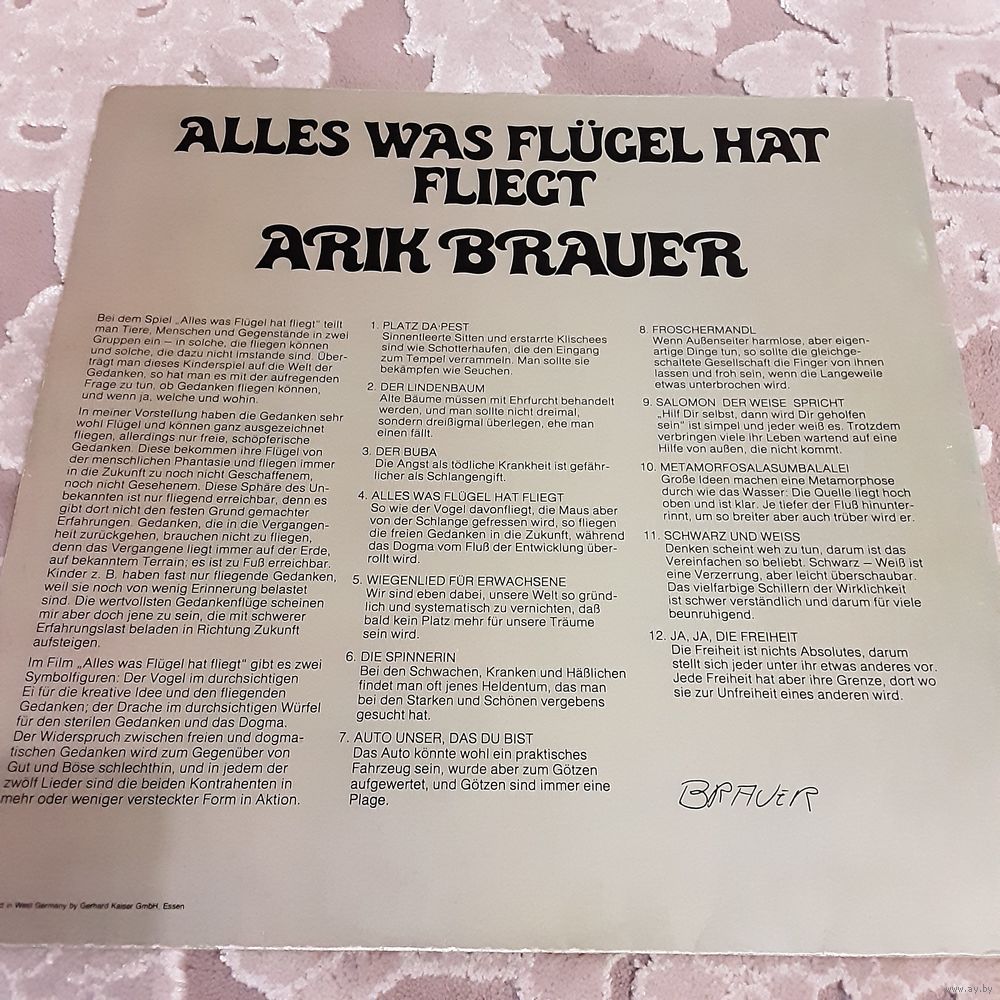 ALLES WAS FLÜGEL HAT
FLIEGT
ARIK BRAUER
Bei dem Spiel „Alles was Flügel hat fliegt“ teilt
man Tiere, Menschen und Gegenstände in zwei
Gruppen ein – in solche, die fliegen können
und solche, die dazu nicht imstande sind. Über-
trägt man dieses Kinderspiel auf die Welt der
Gedanken, so hat man es mit der aufregenden
Frage zu tun, ob Gedanken fliegen können,
und wenn ja, welche und wohin.
In meiner Vorstellung haben die Gedanken sehr
wohl Flügel und können ganz ausgezeichnet
fliegen, allerdings nur freie, schöpferische
Gedanken. Diese bekommen ihre Flügel von
der menschlichen Phantasie und fliegen immer
in die Zukunft zu noch nicht Geschaffenem,
noch nicht Gesehenem. Diese Sphäre des Un-
bekannten ist nur fliegend erreichbar, denn es
gibt dort nicht den festen Grund gemachter
Erfahrungen. Gedanken, die in die Vergangen-
heit zurückgehen, brauchen nicht zu fliegen,
denn das Vergangene liegt immer auf der Erde,
auf bekanntem Terrain; es ist zu Fuß erreichbar.
Kinder z. B. haben fast nur fliegende Gedanken,
weil sie noch von wenig Erinnerung belastet
sind. Die wertvollsten Gedankenflüge scheinen
mir aber doch jene zu sein, die mit schwerer
Erfahrungslast beladen in Richtung Zukunft
aufsteigen.
Im Film „Alles was Flügel hat fliegt“ gibt es zwei
Symbolfiguren: Der Vogel im durchsichtigen
Ei für die kreative Idee und den fliegenden
Gedanken; der Drache im durchsichtigen Würfel
für den sterilen Gedanken und das Dogma.
Der Widerspruch zwischen freien und dogma-
tischen Gedanken wird zum Gegenüber von
Gut und Böse schlechthin, und in jedem der
zwölf Lieder sind die beiden Kontrahenten in
mehr oder weniger versteckter Form in Aktion.
1. PLATZ DA PEST
Sinnentleerte Sitten und erstarrte Klischees
sind wie Schotterhaufen, die den Eingang
zum Tempel verrammeln. Man sollte sie
bekämpfen wie Seuchen.
2. DER LINDENBAUM
Alte Bäume müssen mit Ehrfurcht behandelt
werden, und man sollte nicht dreimal,
sondern dreißigmal überlegen, ehe man
einen fällt.
3. DER BUBA
Die Angst als tödliche Krankheit ist gefähr-
licher als Schlangengift.
4. ALLES WAS FLÜGEL HAT FLIEGT
So wie der Vogel davonfliegt, die Maus aber
von der Schlange gefressen wird, so fliegen
die freien Gedanken in die Zukunft, während
das Dogma vom Fluß der Entwicklung über-
rollt wird.
5. WIEGENLIED FÜR ERWACHSENE
Wir sind eben dabei, unsere Welt so gründ-
lich und systematisch zu vernichten, daß
bald kein Platz mehr für unsere Träume
sein wird.
6. DIE SPINNERIN
Bei den Schwachen, Kranken und Häßlichen
findet man oft jenes Heldentum, das man
bei den Starken und Schönen vergebens
gesucht hat.
7. AUTO UNSER, DAS DU BIST
Das Auto könnte wohl ein praktisches
Fahrzeug sein, wurde aber zum Götzen
aufgewertet, und Götzen sind immer eine
Plage.
8. FROSCHERMANDL
Wenn Außenseiter harmlose, aber eigen-
artige Dinge tun, so sollte die gleichge-
schaltete Gesellschaft die Finger von ihnen
lassen und froh sein, wenn die Langeweile
etwas unterbrochen wird.
9. SALOMON DER WEISE SPRICHT
„Hilf Dir selbst, dann wird Dir geholfen
sein“ ist simpel und jeder weiß es. Trotzdem
verbringen viele ihr Leben wartend auf eine
Hilfe von außen, die nicht kommt.
10. METAMORFOSALASUMBALALEI
Große Ideen machen eine Metamorphose
durch wie das Wasser: Die Quelle liegt hoch
oben und ist klar. Je tiefer der Fluß hinunter-
rinnt, um so breiter aber auch trüber wird er.
11. SCHWARZ UND WEISS
Denken scheint weh zu tun, darum ist das
Vereinfachen so beliebt. Schwarz – Weiß ist
eine Verzerrung, aber leicht überschaubar.
Das vielfarbige Schillern der Wirklichkeit
ist schwer verständlich und darum für viele
beunruhigend.
12. JA, JA, DIE FREIHEIT
Die Freiheit ist nichts Absolutes, darum
stellt sich jeder unter ihr etwas anderes vor.
Jede Freiheit hat aber ihre Grenze, dort wo
sie zur Unfreiheit eines anderen wird.
BRAUER
in West Germany by Gerhard Kaiser GmbH, Essen
www.ay.by